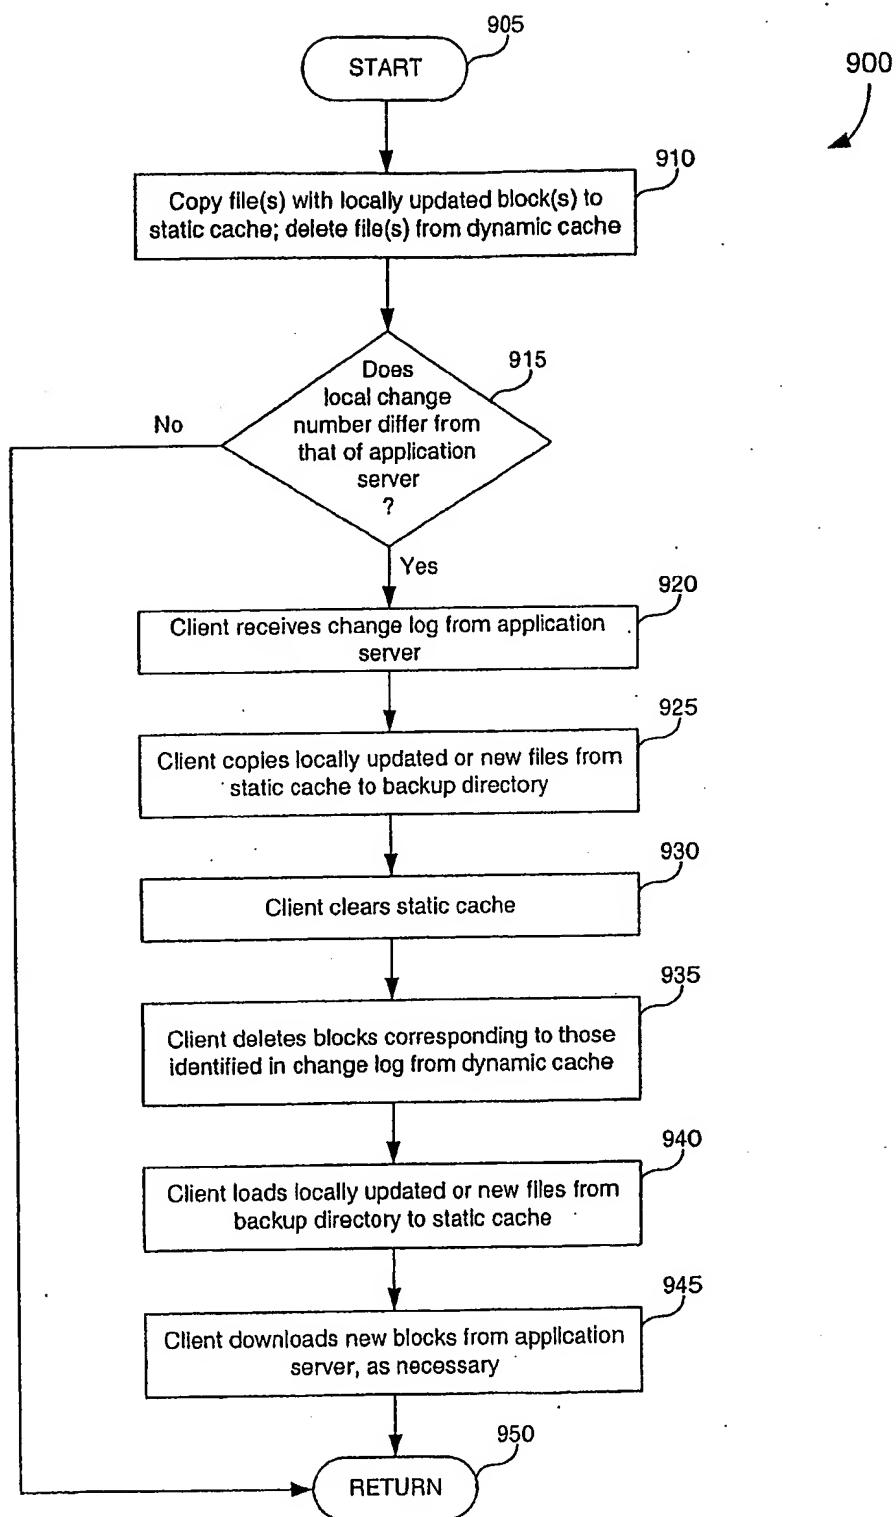 905
START
900
910
Copy file(s) with locally updated block(s) to
static cache; delete file(s) from dynamic cache
915
Does
local change
number differ from
that of application
server
?
No
Yes
920
Client receives change log from application
server
925
Client copies locally updated or new files from
static cache to backup directory
930
Client clears static cache
935
Client deletes blocks corresponding to those
identified in change log from dynamic cache
940
Client loads locally updated or new files from
backup directory to static cache
945
Client downloads new blocks from application
server, as necessary
950
RETURN